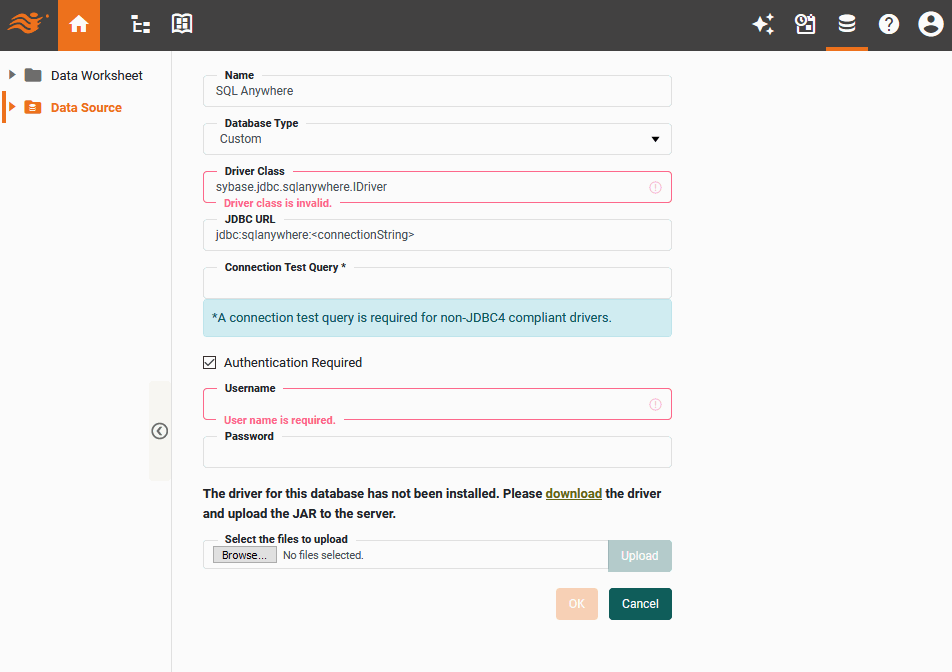 Data Worksheet
Data Source
Name
SQL Anywhere
Database Type
Custom
Driver Class
sybase.jdbc.sqlanywhere.IDriver
Driver class is invalid.
JDBC URL
jdbc:sqlanywhere:<connectionString>
Connection Test Query *
*A connection test query is required for non-JDBC4 compliant drivers.
Authentication Required
Username
User name is required.
Password
The driver for this database has not been installed. Please download the driver
and upload the JAR to the server.
Select the files to upload
Browse... No files selected.
Upload
OK
Cancel